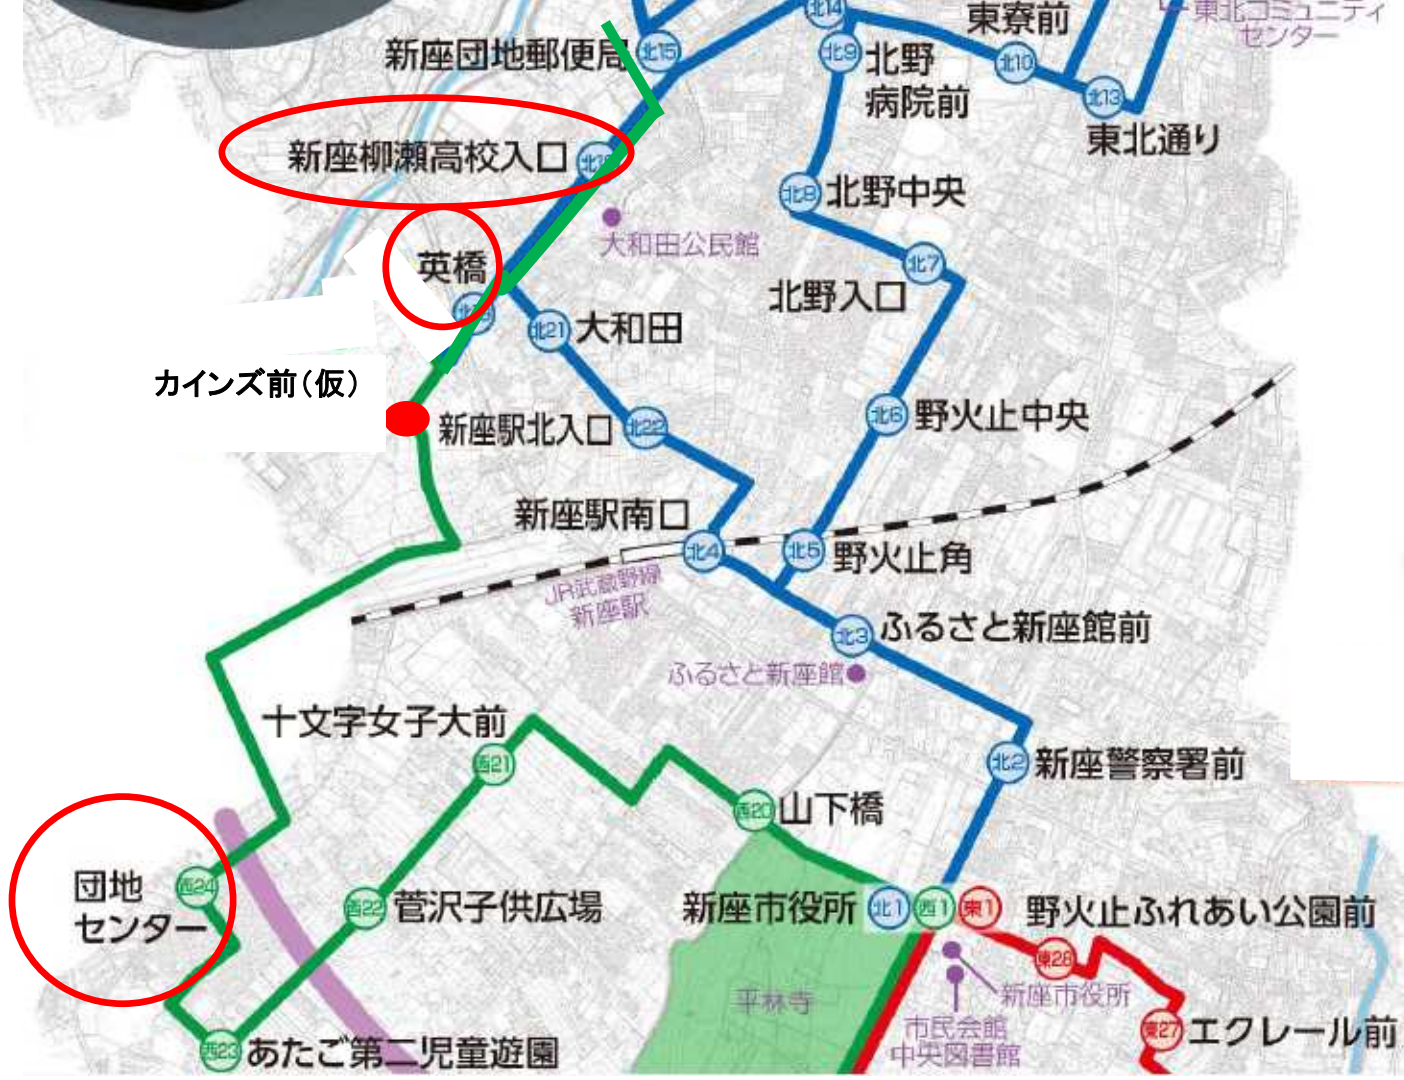 北14
東寮前
東北コミュニティ
センター
新座団地郵便局
北15
北9
北野
病院前
北10
北13
東北通り
新座柳瀬高校入口
北8
北野中央
大和田公民館
英橋
北7
北野入口
北21
大和田
カインズ前(仮)
新座駅北入口
北22
北6
野火止中央
新座駅南口
北4
北5
野火止角
JR武蔵野線
新座駅
北3
ふるさと新座館前
ふるさと新座館
十文字女子大前
西21
北2
新座警察署前
西20
山下橋
団地
センター
西24
西22
菅沢子供広場
新座市役所
北1
西1
東1
野火止ふれあい公園前
東28
新座市役所
平林寺
市民会館
中央図書館
東27
エクレール前
西23
あたご第二児童遊園